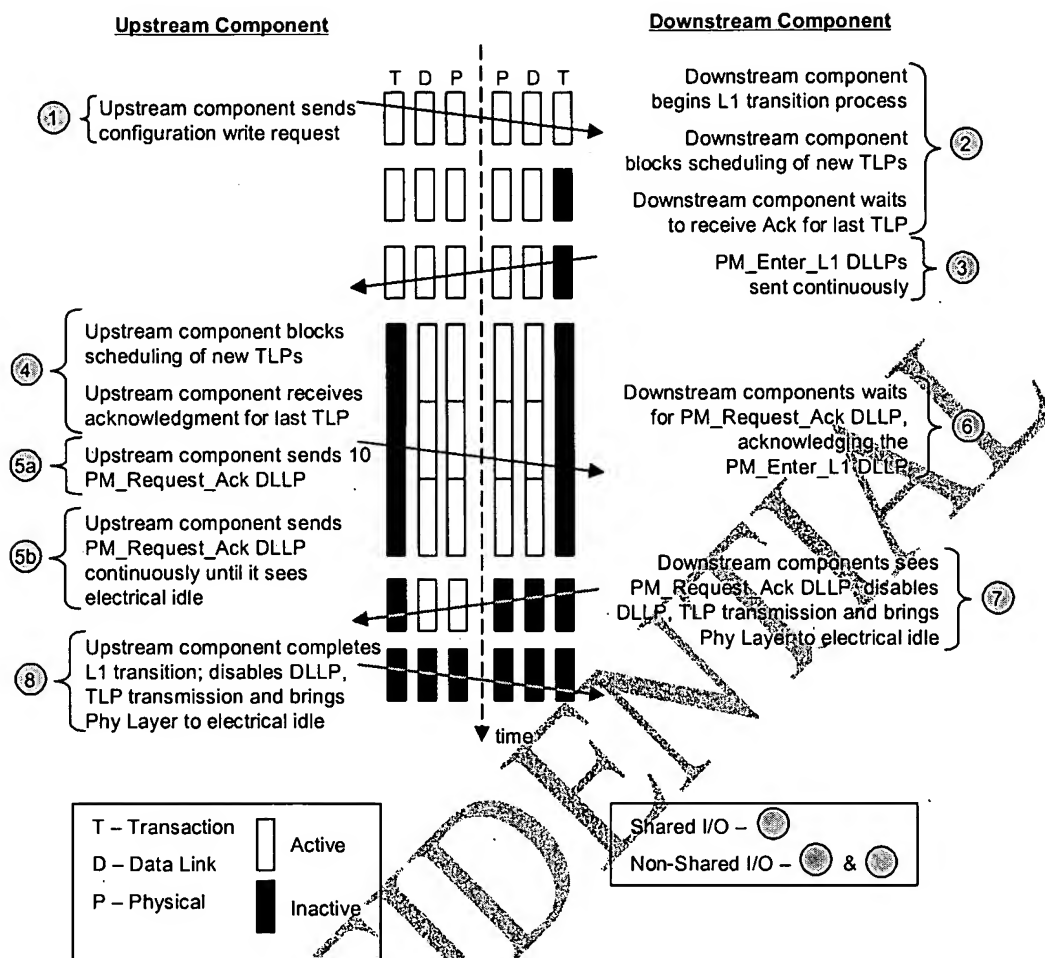 Upstream Component
Downstream Component
T D P P D T
1
Upstream component sends
configuration write request
Downstream component
begins L1 transition process
Downstream component
blocks scheduling of new TLPs
Downstream component waits
to receive Ack for last TLP
2
PM_Enter_L1 DLLPs
sent continuously
3
4
Upstream component blocks
scheduling of new TLPs
Upstream component receives
acknowledgment for last TLP
5a
Upstream component sends 10
PM_Request_Ack DLLP
Downstream components waits
for PM_Request_Ack DLLP,
acknowledging the
PM_Enter_L1 DLLP
6
5b
Upstream component sends
PM_Request_Ack DLLP
continuously until it sees
electrical idle
Downstream components sees
PM_Request_Ack DLLP, disables
DLLP, TLP transmission and brings
Phy Layer to electrical idle
7
8
Upstream component completes
L1 transition; disables DLLP,
TLP transmission and brings
Phy Layer to electrical idle
time
T – Transaction
D – Data Link
P – Physical
Active
Inactive
Shared I/O –
Non-Shared I/O – &